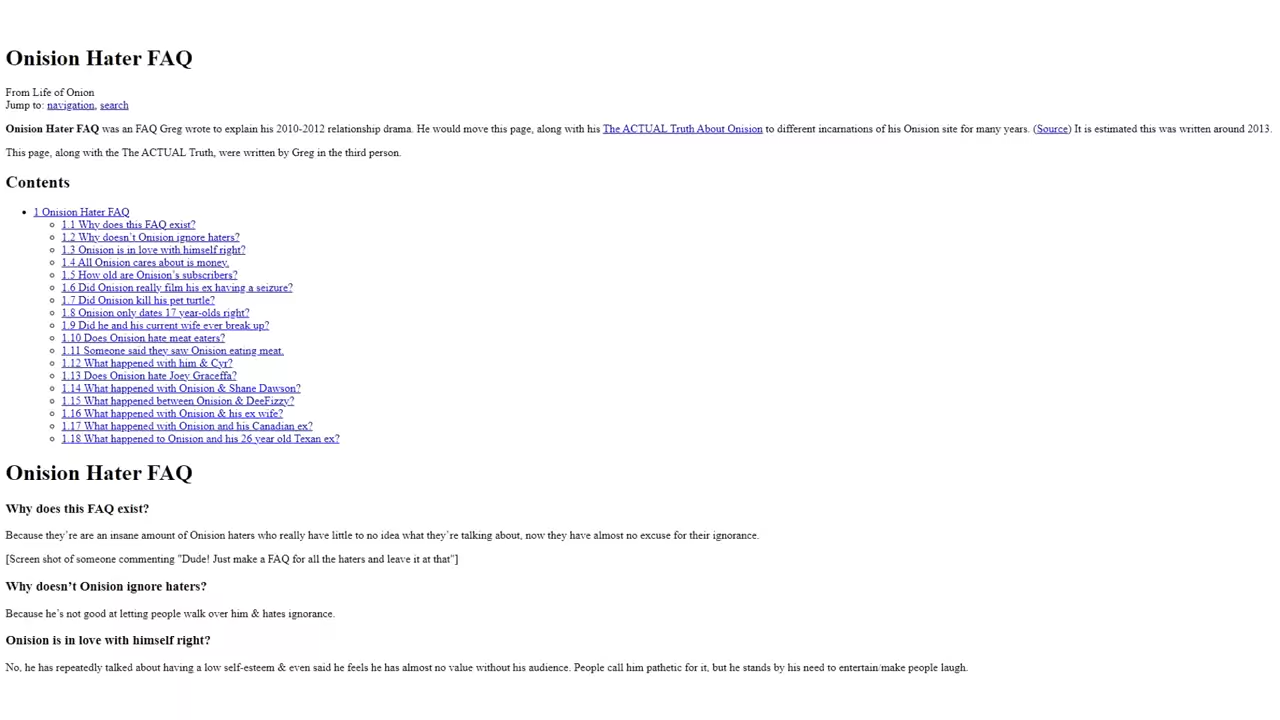 Onision Hater FAQ
From Life of Onion
Jump to: navigation, search
Onision Hater FAQ was an FAQ Greg wrote to explain his 2010-2012 relationship drama. He would move this page, along with his The ACTUAL Truth About Onision to different incarnations of his Onision site for many years. (Source) It is estimated this was written around 2013.
This page, along with the The ACTUAL Truth, were written by Greg in the third person.
Contents
• 1 Onision Hater FAQ
◦ 1.1 Why does this FAQ exist?
◦ 1.2 Why doesn’t Onision ignore haters?
◦ 1.3 Onision is in love with himself right?
◦ 1.4 All Onision cares about is money.
◦ 1.5 How old are Onision’s subscribers?
◦ 1.6 Did Onision really film his ex having a seizure?
◦ 1.7 Did Onision kill his pet turtle?
◦ 1.8 Onision only dates 17 year-olds right?
◦ 1.9 Did he and his current wife ever break up?
◦ 1.10 Does Onision hate meat eaters?
◦ 1.11 Someone said they saw Onision eating meat.
◦ 1.12 What happened with him & Cyr?
◦ 1.13 Does Onision hate Joey Graceffa?
◦ 1.14 What happened with Onision & Shane Dawson?
◦ 1.15 What happened between Onision & DeeFizzy?
◦ 1.16 What happened with Onision & his ex wife?
◦ 1.17 What happened with Onision and his Canadian ex?
◦ 1.18 What happened to Onision and his 26 year old Texan ex?
Onision Hater FAQ
Why does this FAQ exist?
Because they’re are an insane amount of Onision haters who really have little to no idea what they’re talking about, now they have almost no excuse for their ignorance.
[Screen shot of someone commenting "Dude! Just make a FAQ for all the haters and leave it at that"]
Why doesn’t Onision ignore haters?
Because he’s not good at letting people walk over him & hates ignorance.
Onision is in love with himself right?
No, he has repeatedly talked about having a low self-esteem & even said he feels he has almost no value without his audience. People call him pathetic for it, but he stands by his need to entertain/make people laugh.